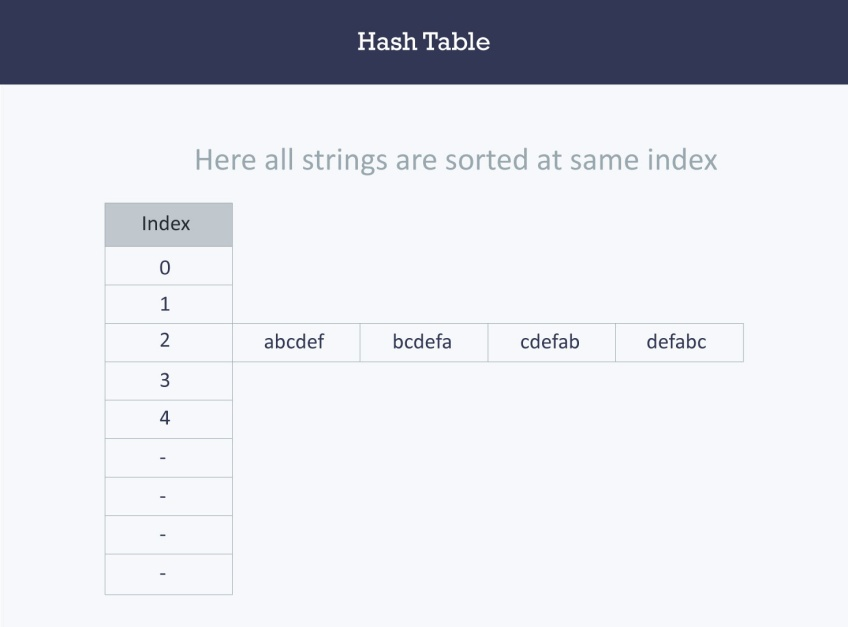 Hash Table
Here all strings are sorted at same index
Index
0
1
2 abcdef bcdefa cdefab defabc
3
4
-
-
-
-